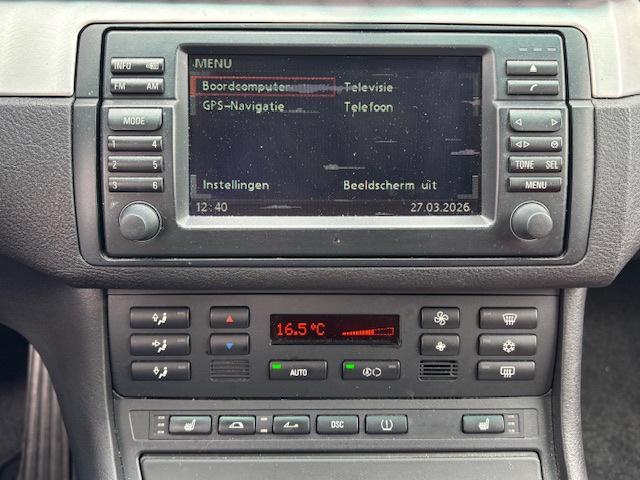 INFO
FM AM
MODE
1 4
2 5
3 6
MENU
Boordcomputer Televisie
GPS-Navigatie Telefoon
Instellingen Beeldscherm uit
12:40 27.03.2026
TONE SEL
MENU
16.5°C
AUTO
DSC